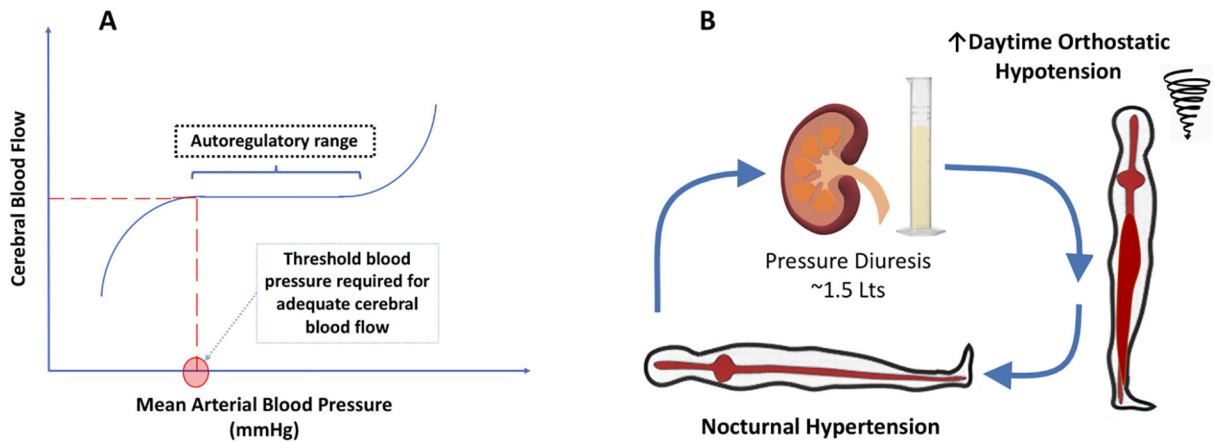 A
Cerebral Blood Flow
Autoregulatory range
Threshold blood
pressure required for
adequate cerebral
blood flow
Mean Arterial Blood Pressure
(mmHg)
B
↑Daytime Orthostatic
Hypotension
Pressure Diuresis
~1.5 Lts
Nocturnal Hypertension